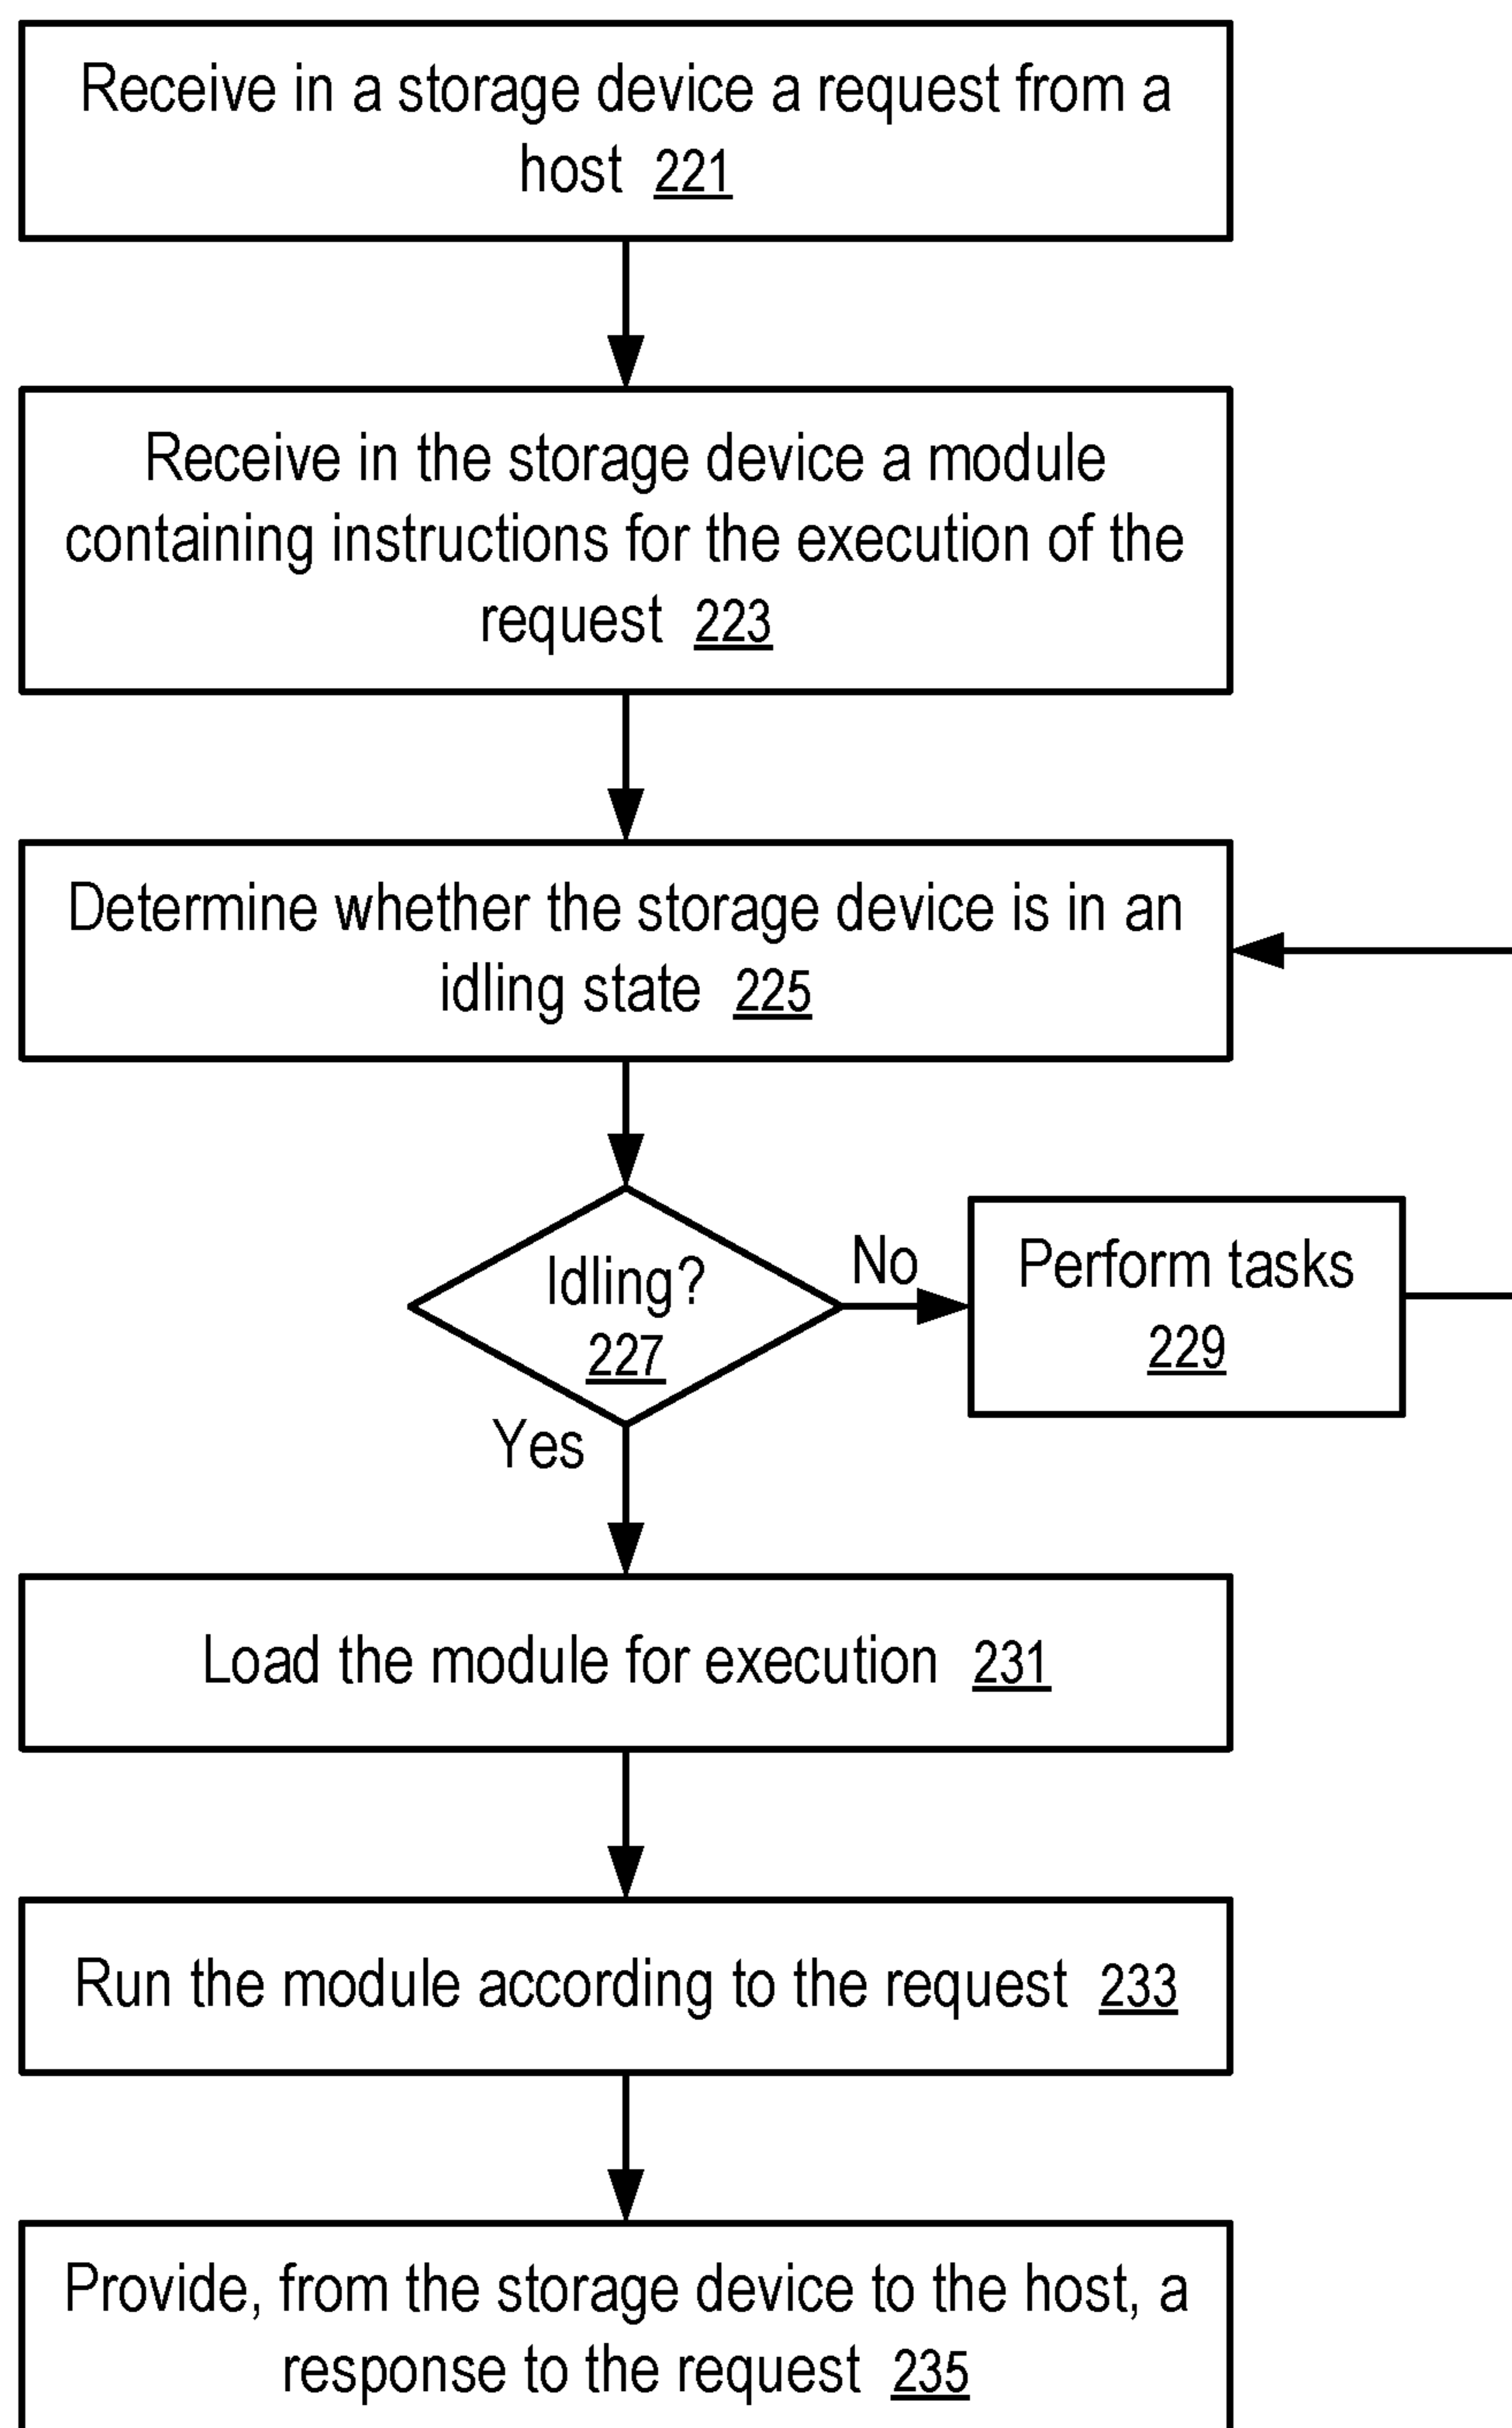 Receive in a storage device a request from a
host 221
Receive in the storage device a module
containing instructions for the execution of the
request 223
Determine whether the storage device is in an
idling state 225
Idling?
227
No
Perform tasks
229
Yes
Load the module for execution 231
Run the module according to the request 233
Provide, from the storage device to the host, a
response to the request 235